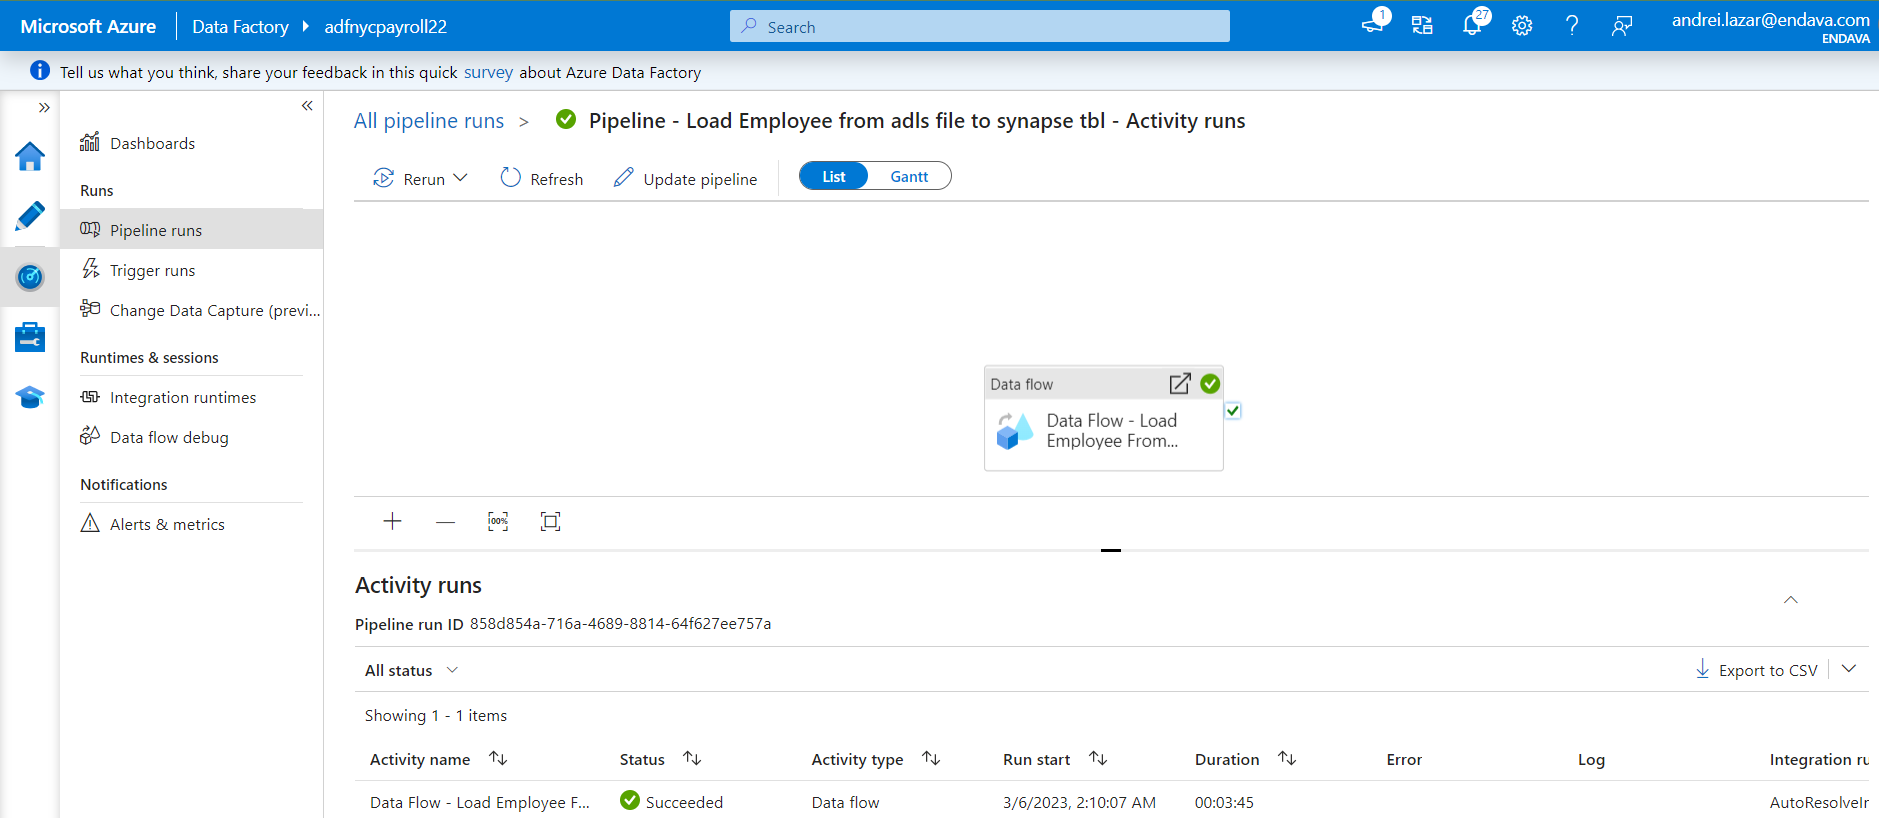 Microsoft Azure
Data Factory
adfnycpayroll22
Search
1
27
andrei.lazar@endava.com
ENDAVA
Tell us what you think, share your feedback in this quick survey about Azure Data Factory
Dashboards
Runs
Pipeline runs
Trigger runs
Change Data Capture (previ...
Runtimes & sessions
Integration runtimes
Data flow debug
Notifications
Alerts & metrics
All pipeline runs > Pipeline - Load Employee from adls file to synapse tbl - Activity runs
Rerun
Refresh
Update pipeline
List
Gantt
Data flow
Data Flow - Load
Employee From...
100%
Activity runs
Pipeline run ID 858d854a-716a-4689-8814-64f627ee757a
All status
Export to CSV
Showing 1 - 1 items
Activity name Status Activity type Run start Duration Error Log Integration ru
Data Flow - Load Employee F... Succeeded Data flow 3/6/2023, 2:10:07 AM 00:03:45 AutoResolveIr